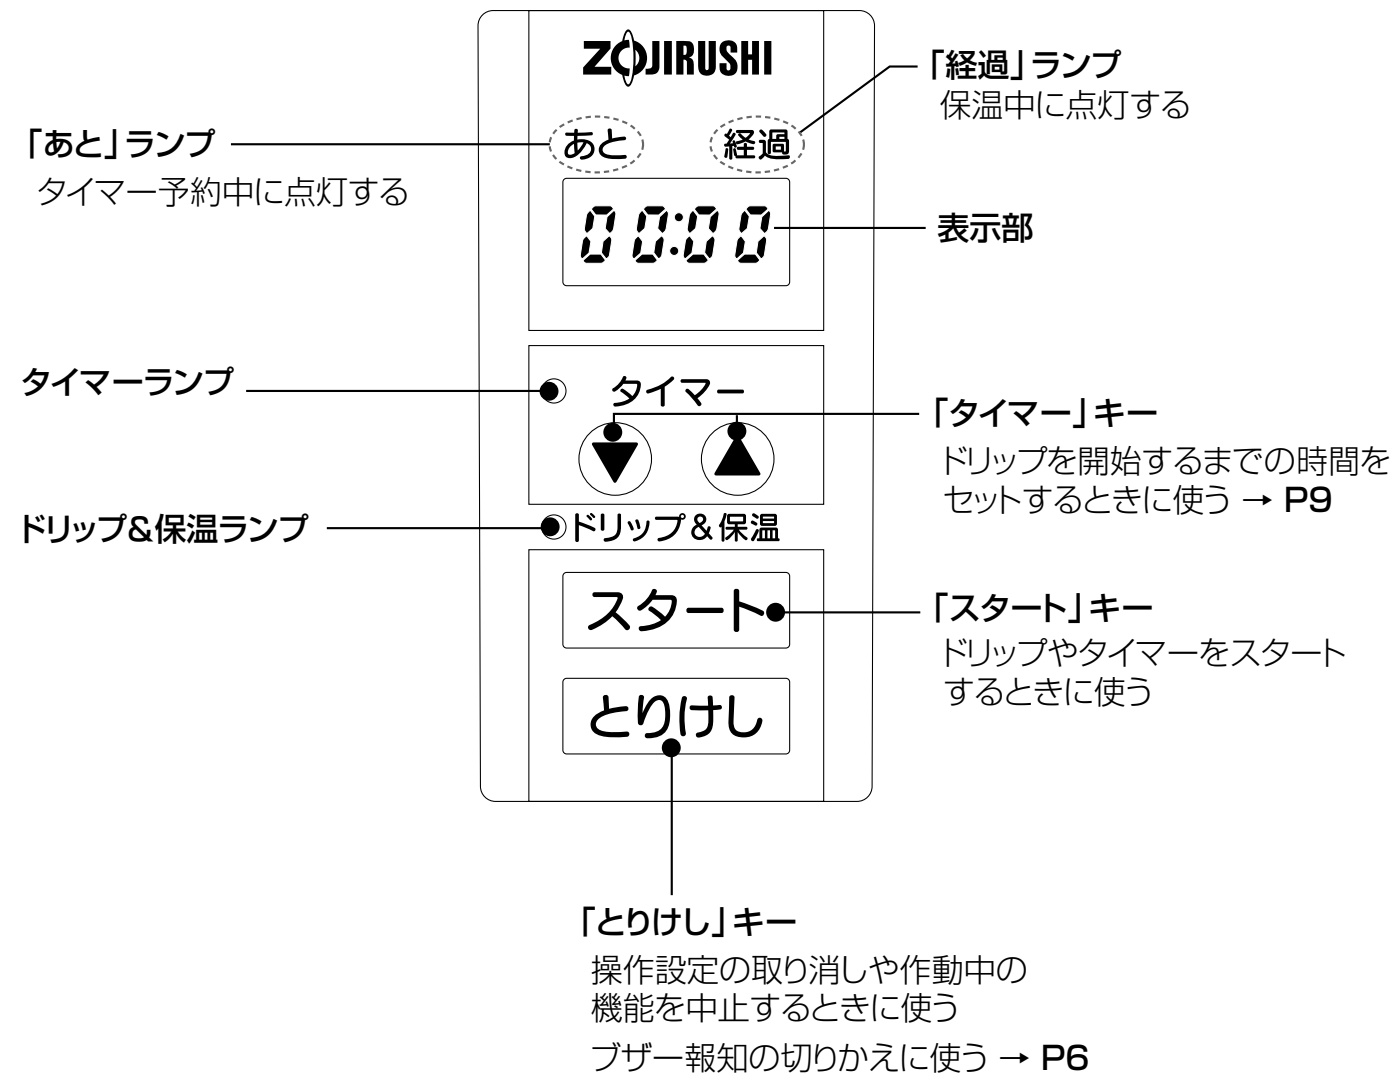 ZOJIRUSHI
「経過」ランプ
保温中に点灯する
「あと」ランプ
タイマー予約中に点灯する
あと 経過
00:00
表示部
タイマーランプ
タイマー
「タイマー」キー
ドリップを開始するまでの時間を
セットするときに使う → P9
ドリップ&保温ランプ
ドリップ&保温
スタート
「スタート」キー
ドリップやタイマーをスタート
するときに使う
とりけし
「とりけし」キー
操作設定の取り消しや作動中の
機能を中止するときに使う
ブザー報知の切りかえに使う → P6